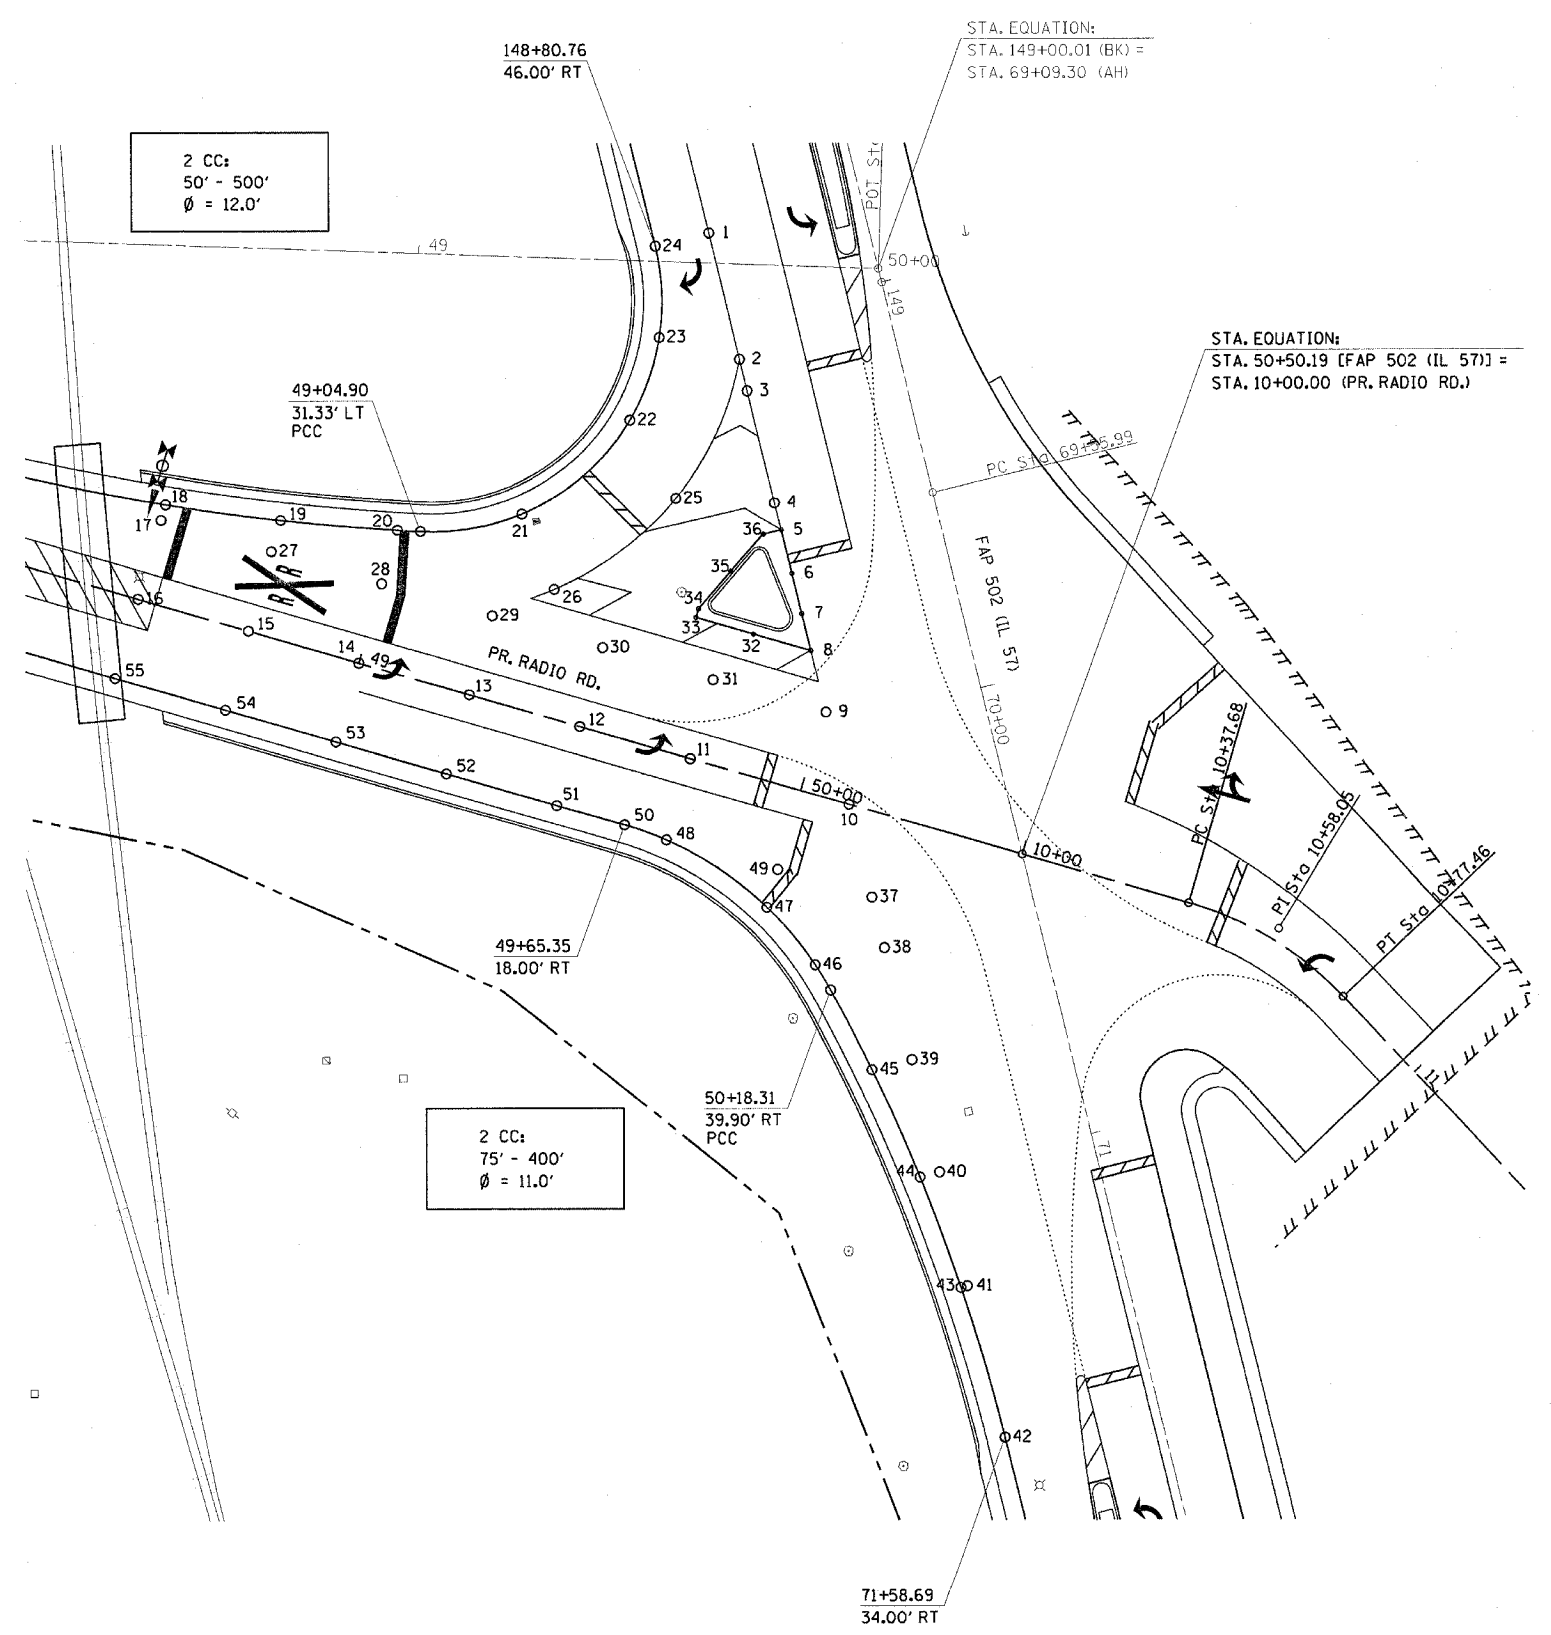 STA. EQUATION:
STA. 149+00.01 (BK) =
STA. 69+09.30 (AH)
148+80.76
46.00' RT
2 CC:
50' - 500'
Ø = 12.0'
POT Sta
1
24
49
50+00
149
23
STA. EQUATION:
STA. 50+50.19 [FAP 502 (IL 57)] =
STA. 10+00.00 (PR. RADIO RD.)
2
3
49+04.90
31.33' LT
PCC
22
PC Sta 69+55.99
25
4
18
17
19
20
21
36
5
27
R
R
28
35
6
FAP 502 (IL 57)
16
26
34
33
7
29
15
32
30
8
14
49
PR. RADIO RD.
55
13
31
9
54
12
70+00
PC Sta 10+37.68
53
11
52
50+00
10
51
50
48
10+00
PI Sta 10+58.05
49
PT Sta 10+77.46
37
47
49+65.35
18.00' RT
38
46
45
39
11
50+18.31
39.90' RT
PCC
2 CC:
75' - 400'
Ø = 11.0'
71
44
40
43
41
42
71+58.69
34.00' RT